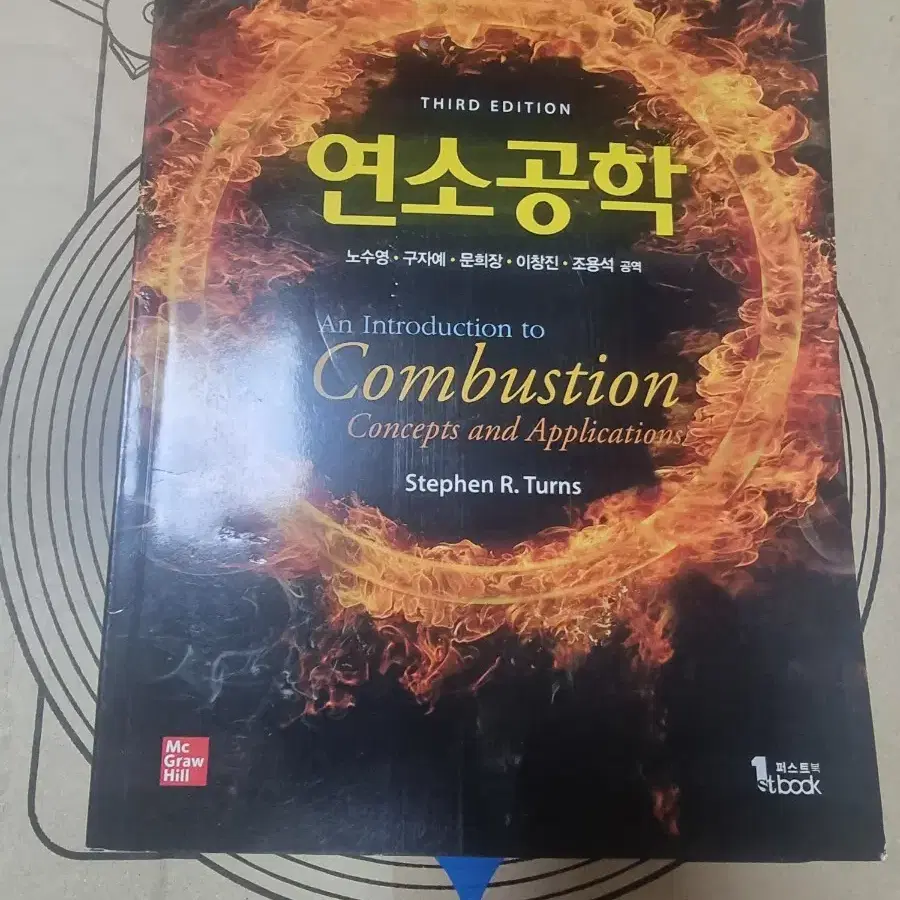 THIRD EDITION
연소공학
노수영 · 구자예 · 문희장 · 이창진 · 조용석 공역
An Introduction to
Combustion
Concepts and Applications
Stephen R. Turns
Mc
Graw
Hill
1st book 퍼스트북